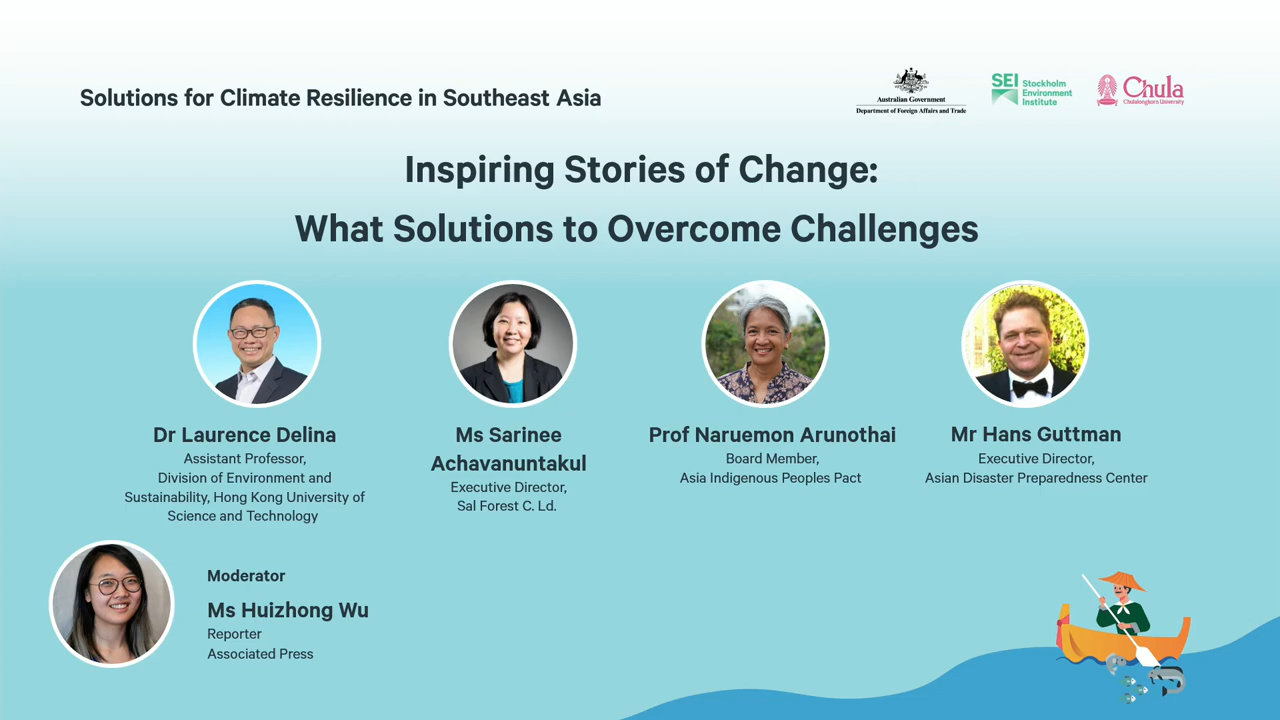 Solutions for Climate Resilience in Southeast Asia
Australian Government
Department of Foreign Affairs and Trade
SEI Stockholm
Environment
Institute
Chula
Chulalongkorn University
Inspiring Stories of Change:
What Solutions to Overcome Challenges
Dr Laurence Delina
Assistant Professor,
Division of Environment and
Sustainability, Hong Kong University of
Science and Technology
Ms Sarinee
Achavanuntakul
Executive Director,
Sal Forest C. Ld.
Prof Naruemon Arunothai
Board Member,
Asia Indigenous Peoples Pact
Mr Hans Guttman
Executive Director,
Asian Disaster Preparedness Center
Moderator
Ms Huizhong Wu
Reporter
Associated Press